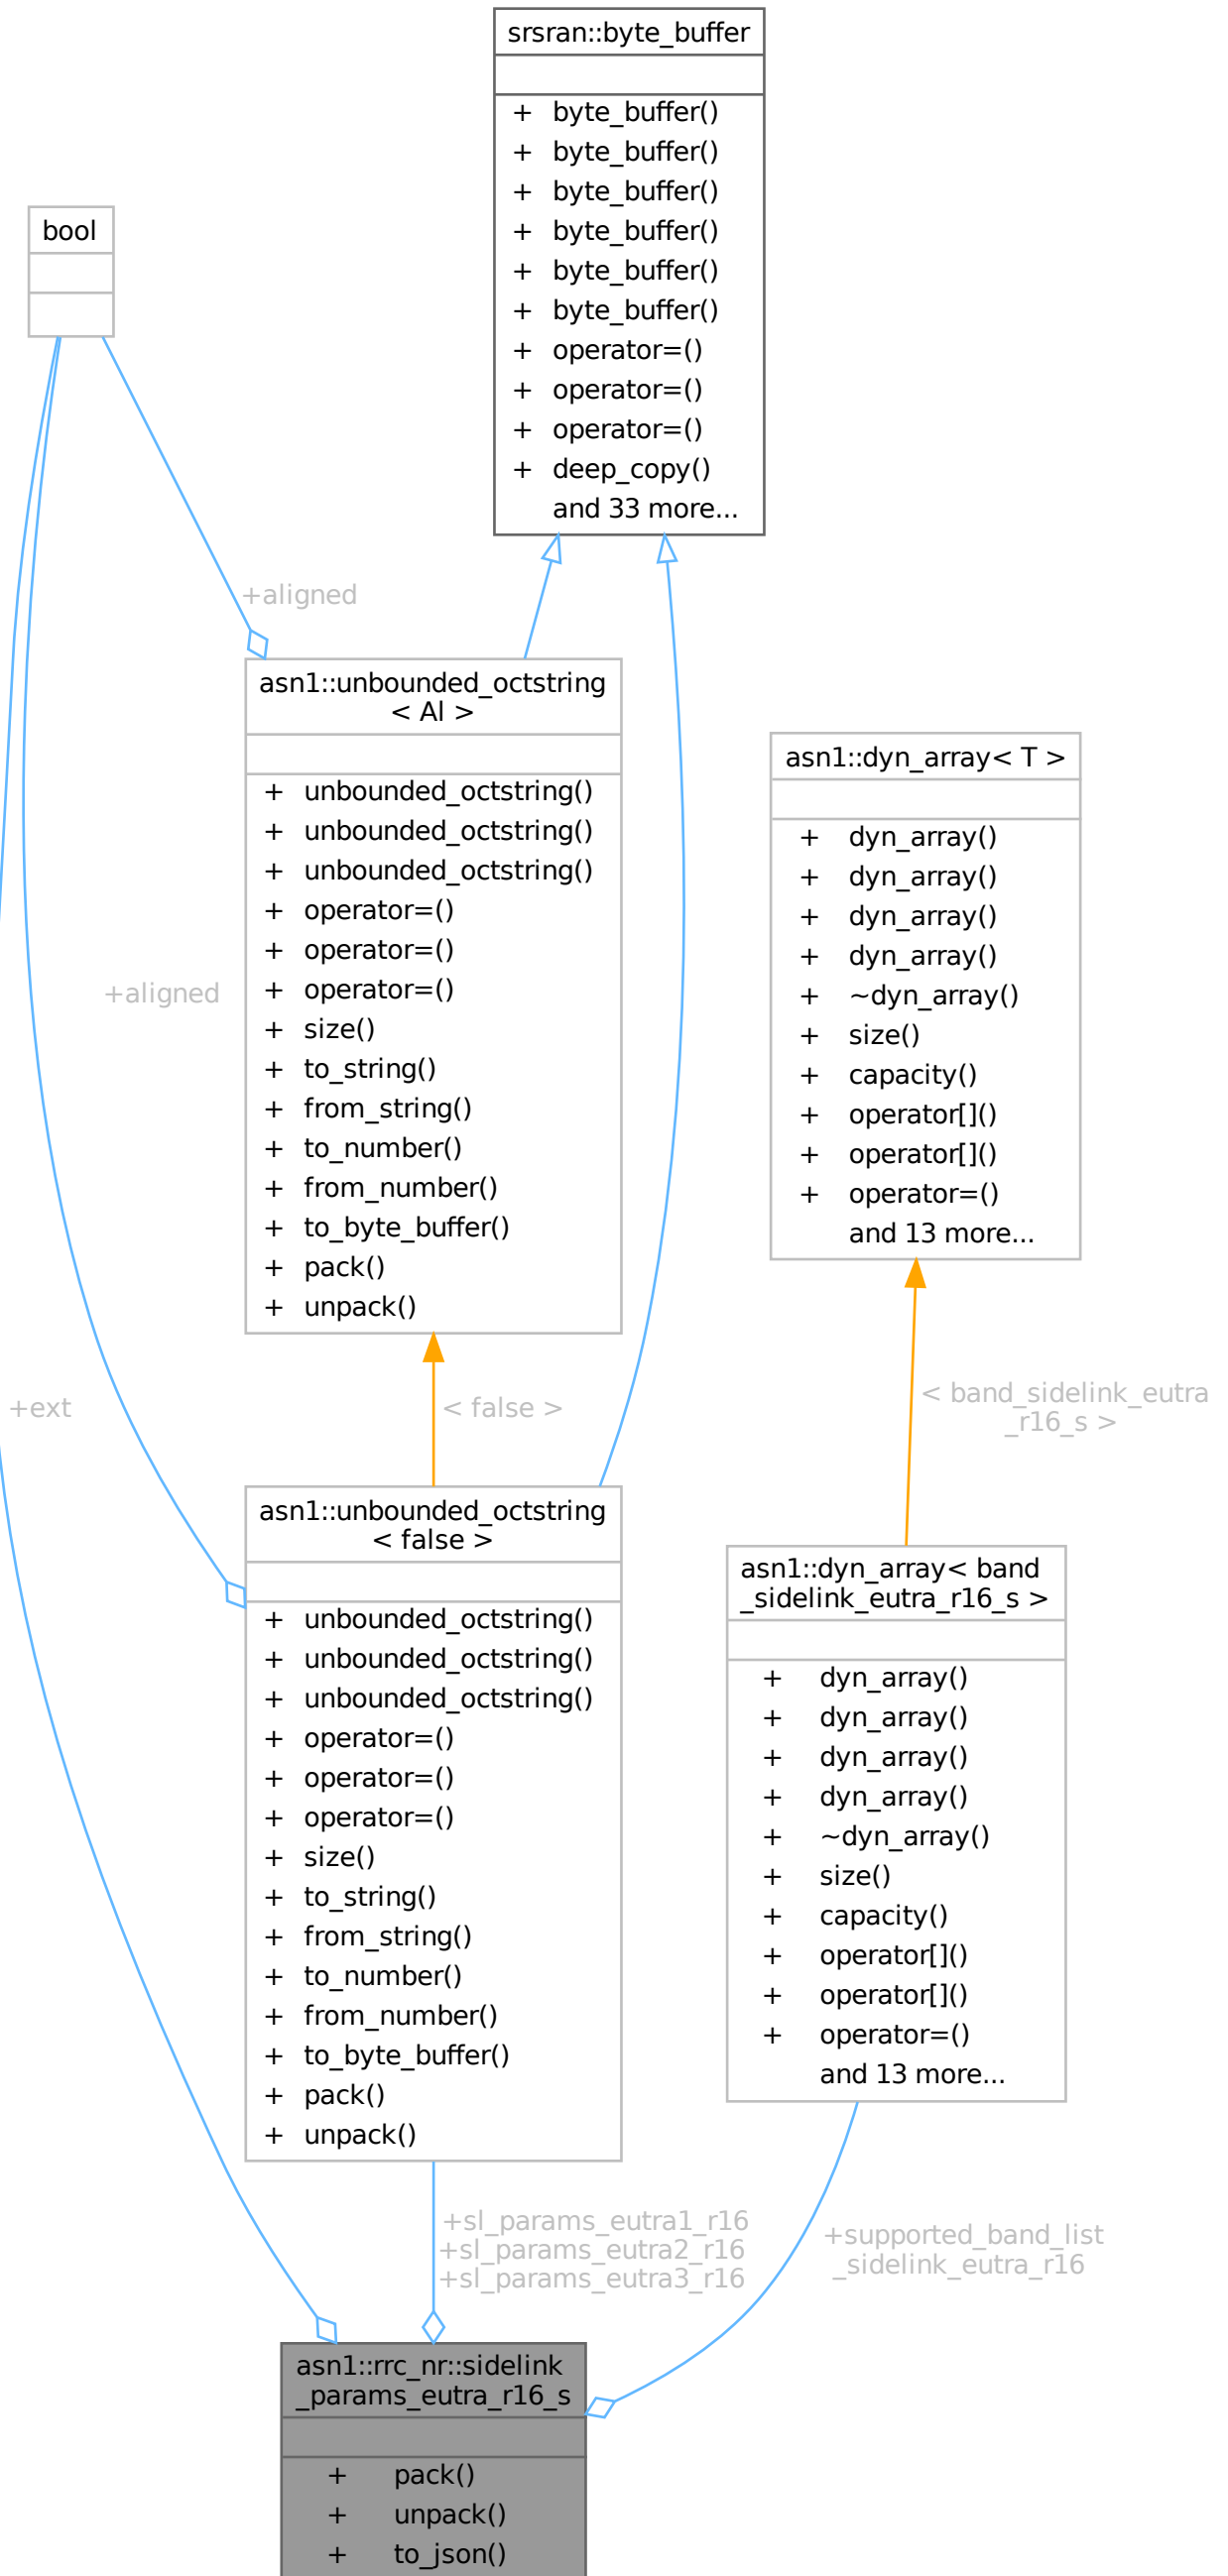 srsran::byte_buffer
+ byte_buffer()
+ byte_buffer()
+ byte_buffer()
+ byte_buffer()
+ byte_buffer()
+ byte_buffer()
+ operator=()
+ operator=()
+ operator=()
+ deep_copy()
and 33 more...
bool
+aligned
asn1::unbounded_octstring
< Al >
+ unbounded_octstring()
+ unbounded_octstring()
+ unbounded_octstring()
+ operator=()
+ operator=()
+ operator=()
+ size()
+ to_string()
+ from_string()
+ to_number()
+ from_number()
+ to_byte_buffer()
+ pack()
+ unpack()
asn1::dyn_array< T >
+ dyn_array()
+ dyn_array()
+ dyn_array()
+ dyn_array()
+ ~dyn_array()
+ size()
+ capacity()
+ operator[]()
+ operator[]()
+ operator=()
and 13 more...
+aligned
+ext
< false >
< band_sidelink_eutra
_r16_s >
asn1::unbounded_octstring
< false >
+ unbounded_octstring()
+ unbounded_octstring()
+ unbounded_octstring()
+ operator=()
+ operator=()
+ operator=()
+ size()
+ to_string()
+ from_string()
+ to_number()
+ from_number()
+ to_byte_buffer()
+ pack()
+ unpack()
asn1::dyn_array< band
_sidelink_eutra_r16_s >
+ dyn_array()
+ dyn_array()
+ dyn_array()
+ dyn_array()
+ ~dyn_array()
+ size()
+ capacity()
+ operator[]()
+ operator[]()
+ operator=()
and 13 more...
+sl_params_eutra1_r16
+sl_params_eutra2_r16
+sl_params_eutra3_r16
+supported_band_list
_sidelink_eutra_r16
asn1::rrc_nr::sidelink
_params_eutra_r16_s
+ pack()
+ unpack()
+ to_json()